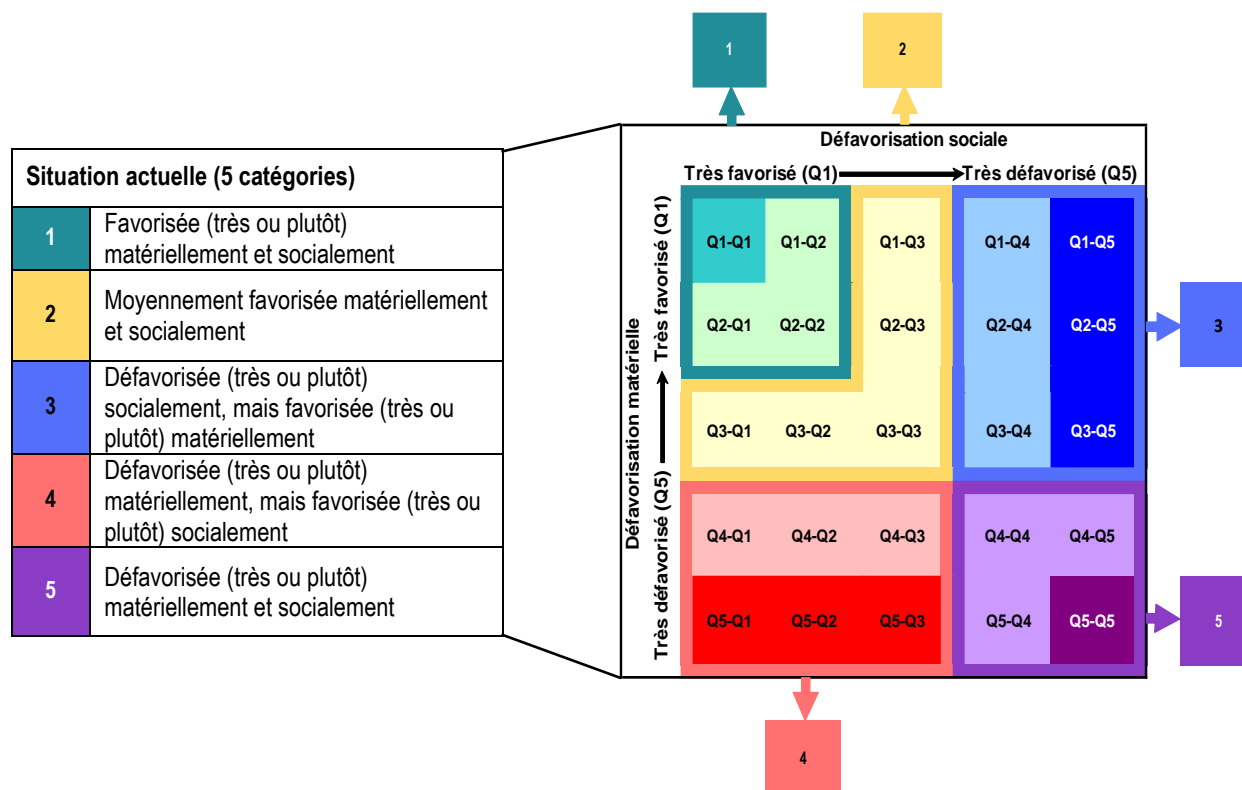 1
2
Défavorisation sociale
Très favorisé (Q1)
Très défavorisé (Q5)
Situation actuelle (5 catégories)
1
Favorisée (très ou plutôt)
matériellement et socialement
2
Moyennement favorisée matériellement
et socialement
3
Défavorisée (très ou plutôt)
socialement, mais favorisée (très ou
plutôt) matériellement
4
Défavorisée (très ou plutôt)
matériellement, mais favorisée (très ou
plutôt) socialement
5
Défavorisée (très ou plutôt)
matériellement et socialement
Défavorisation matérielle
Très favorisé (Q1)
Très défavorisé (Q5)
Q1-Q1 Q1-Q2 Q1-Q3 Q1-Q4 Q1-Q5
Q2-Q1 Q2-Q2 Q2-Q3 Q2-Q4 Q2-Q5
Q3-Q1 Q3-Q2 Q3-Q3 Q3-Q4 Q3-Q5
Q4-Q1 Q4-Q2 Q4-Q3 Q4-Q4 Q4-Q5
Q5-Q1 Q5-Q2 Q5-Q3 Q5-Q4 Q5-Q5
3
5
4